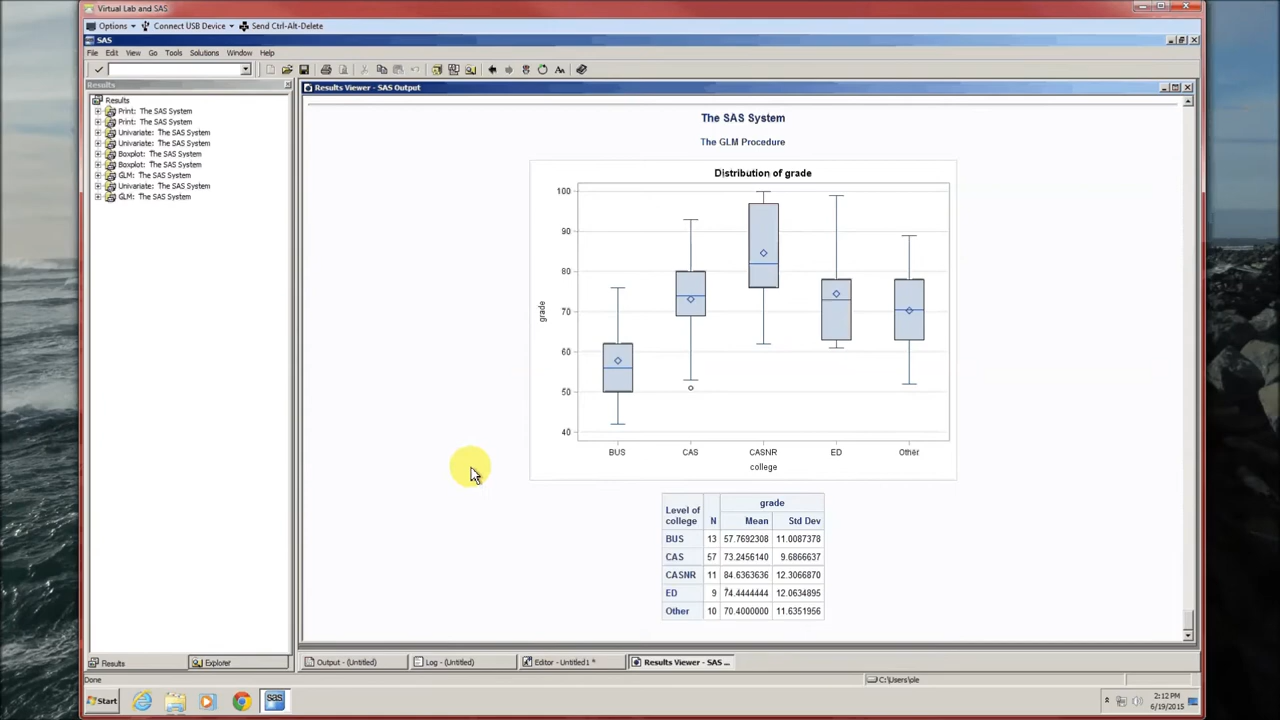 Virtual Lab and SAS
Options Connect USB Device Send Ctrl-Alt-Delete
SAS
File Edit View Go Tools Solutions Window Help
Results
Results Viewer - SAS Output
Results
Print: The SAS System
Print: The SAS System
Univariate: The SAS System
Univariate: The SAS System
Boxplot: The SAS System
Boxplot: The SAS System
GLM: The SAS System
Univariate: The SAS System
GLM: The SAS System
The SAS System
The GLM Procedure
Distribution of grade
100
90
80
70
60
50
40
grade
BUS CAS CASNR ED Other
college
Level of college N grade
Mean Std Dev
BUS 13 57.7692308 11.0087378
CAS 57 73.2456140 9.6866637
CASNR 11 84.6363636 12.3066870
ED 9 74.4444444 12.0634895
Other 10 70.4000000 11.6351956
Results Explorer
Output - (Untitled) Log - (Untitled) Editor - Untitled1 * Results Viewer - SAS ...
Done C:\Users\ple
Start sas 2:12 PM
6/19/2015